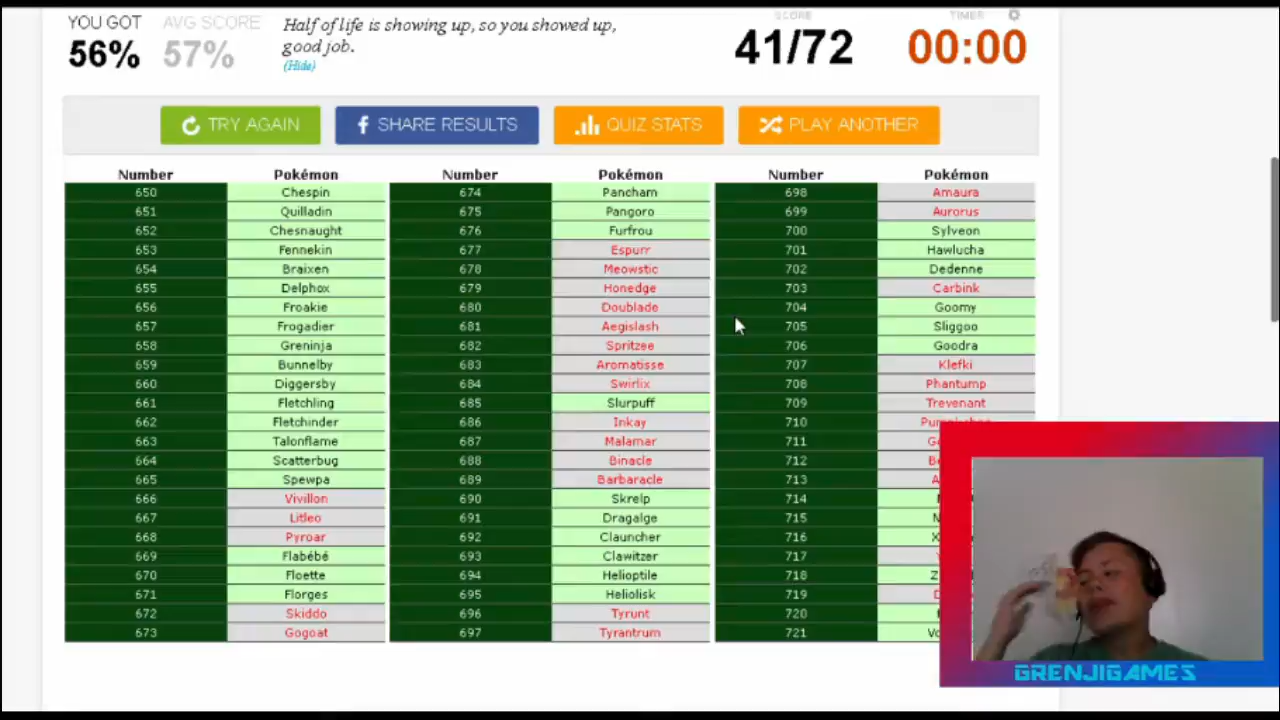 YOU GOT AVG SCORE
56% 57%
Half of life is showing up, so you showed up,
good job.
(Hide)
SCORE
41/72
TIMER
00:00
TRY AGAIN
f SHARE RESULTS
QUIZ STATS
PLAY ANOTHER
Number Pokémon Number Pokémon Number Pokémon
650 Chespin 674 Pancham 698 Amaura
651 Quilladin 675 Pangoro 699 Aurorus
652 Chesnaught 676 Furfrou 700 Sylveon
653 Fennekin 677 Espurr 701 Hawlucha
654 Braixen 678 Meowstic 702 Dedenne
655 Delphox 679 Honedge 703 Carbink
656 Froakie 680 Doublade 704 Goomy
657 Frogadier 681 Aegislash 705 Sliggoo
658 Greninja 682 Spritzee 706 Goodra
659 Bunnelby 683 Aromatisse 707 Klefki
660 Diggersby 684 Swirlix 708 Phantump
661 Fletchling 685 Slurpuff 709 Trevenant
662 Fletchinder 686 Inkay 710
663 Talonflame 687 Malamar 711
664 Scatterbug 688 Binacle 712
665 Spewpa 689 Barbaracle 713
666 Vivillon 690 Skrelp 714
667 Litleo 691 Dragalge 715
668 Pyroar 692 Clauncher 716
669 Flabébé 693 Clawitzer 717
670 Floette 694 Helioptile 718
671 Florges 695 Heliolisk 719
672 Skiddo 696 Tyrunt 720
673 Gogoat 697 Tyrantrum 721
GRENJIGAMES